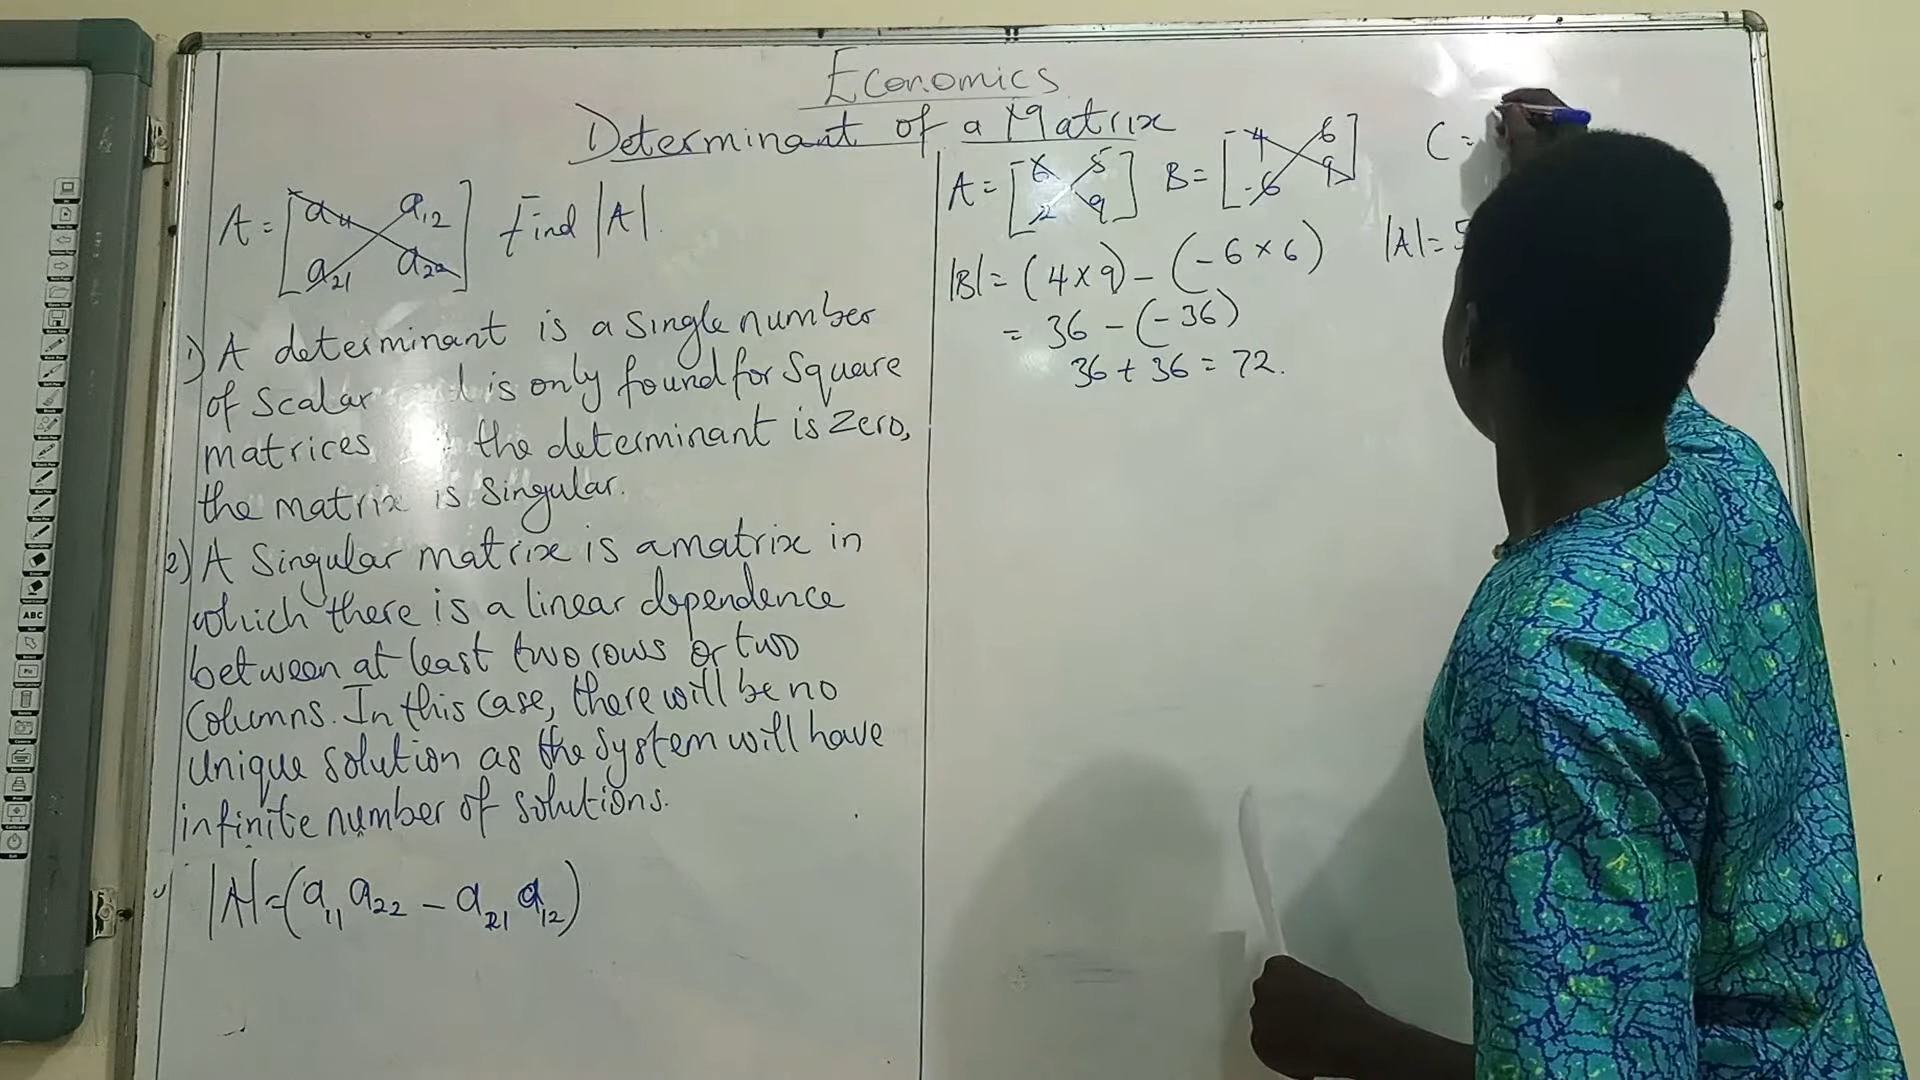 Economics
Determinant of a Matrix
A = [a11 a12
a21 a22] Find |A|.
1) A determinant is a single number
of scalar is only found for square
matrices the determinant is zero,
the matrix is singular.
2) A Singular matrix is a matrix in
which there is a linear dependence
between at least two rows or two
columns. In this case, there will be no
unique solution as the system will have
infinite number of solutions.
|A| = (a11 a22 - a21 a12)
A = [6 5
2 9]
B = [4 6
-6 9]
C =
|B| = (4 x 9) - (-6 x 6)
= 36 - (-36)
36 + 36 = 72.
|A| =
ABC